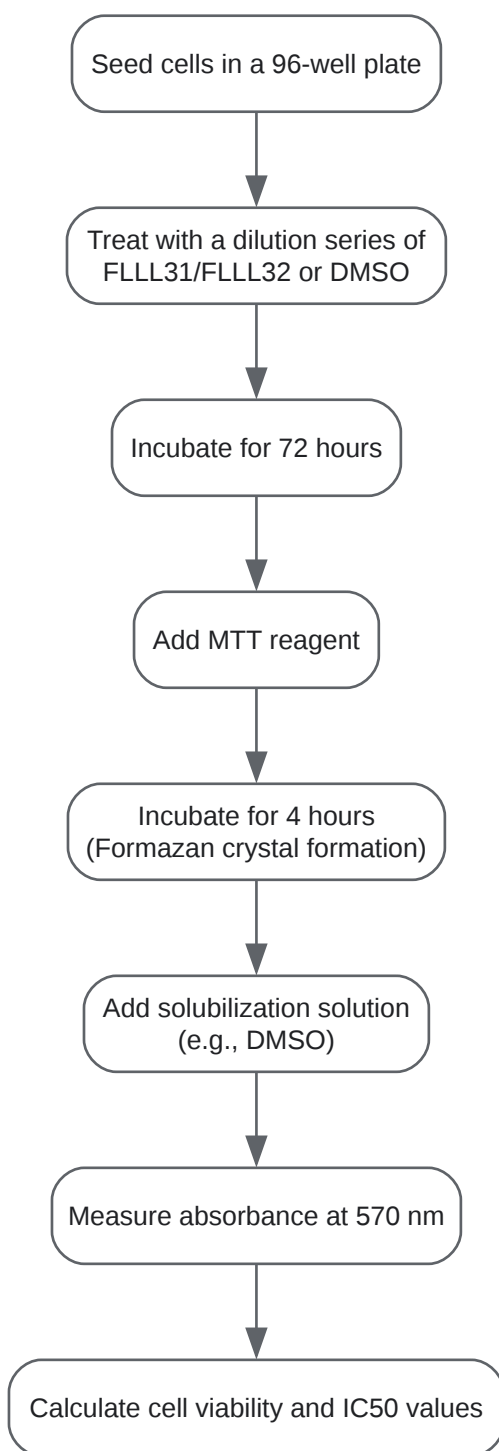 Seed cells in a 96-well plate
Treat with a dilution series of
FLLL31/FLLL32 or DMSO
Incubate for 72 hours
Add MTT reagent
Incubate for 4 hours
(Formazan crystal formation)
Add solubilization solution
(e.g., DMSO)
Measure absorbance at 570 nm
Calculate cell viability and IC50 values